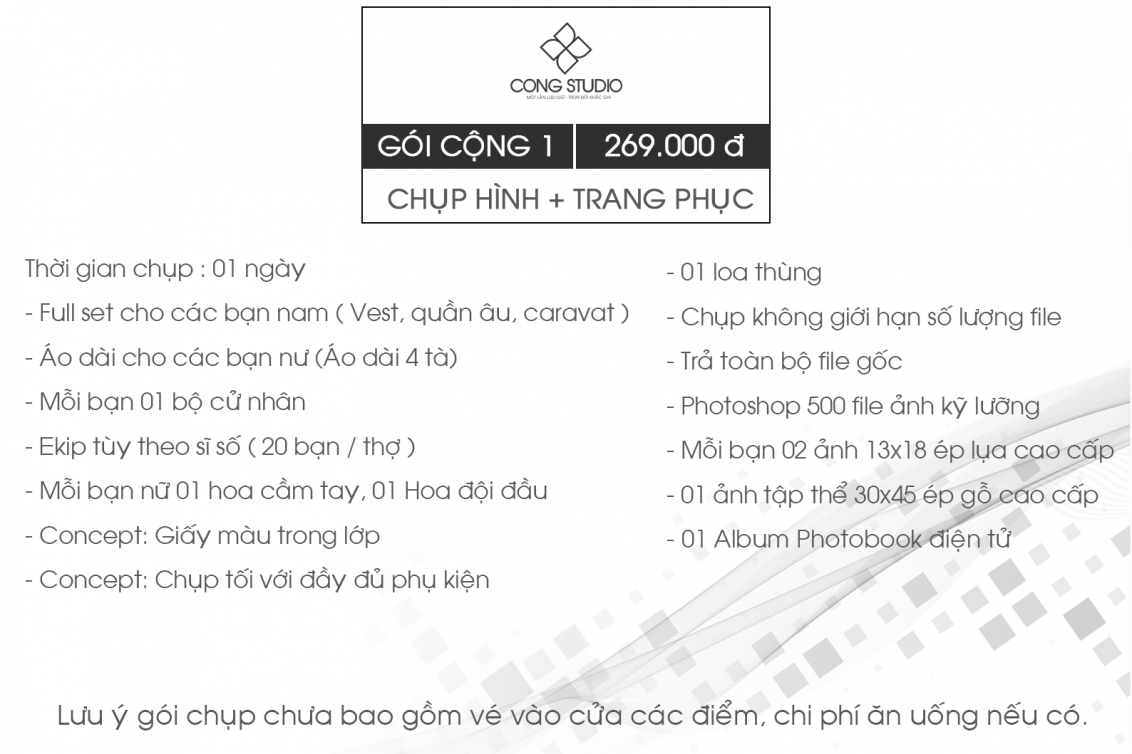 CONG STUDIO
MỘT LẦN LƯU GIỮ - TRỌN ĐỜI KHẮC GHI
GÓI CỘNG 1
269.000 đ
CHỤP HÌNH + TRANG PHỤC
Thời gian chụp : 01 ngày
- Full set cho các bạn nam ( Vest, quần âu, caravat )
- Áo dài cho các bạn nư (Áo dài 4 tà)
- Mỗi bạn 01 bộ cử nhân
- Ekip tùy theo sĩ số ( 20 bạn / thợ )
- Mỗi bạn nữ 01 hoa cầm tay, 01 Hoa đội đầu
- Concept: Giấy màu trong lớp
- Concept: Chụp tối với đầy đủ phụ kiện
- 01 loa thùng
- Chụp không giới hạn số lượng file
- Trả toàn bộ file gốc
- Photoshop 500 file ảnh kỹ lưỡng
- Mỗi bạn 02 ảnh 13x18 ép lụa cao cấp
- 01 ảnh tập thể 30x45 ép gỗ cao cấp
- 01 Album Photobook điện tử
Lưu ý gói chụp chưa bao gồm vé vào cửa các điểm, chi phí ăn uống nếu có.